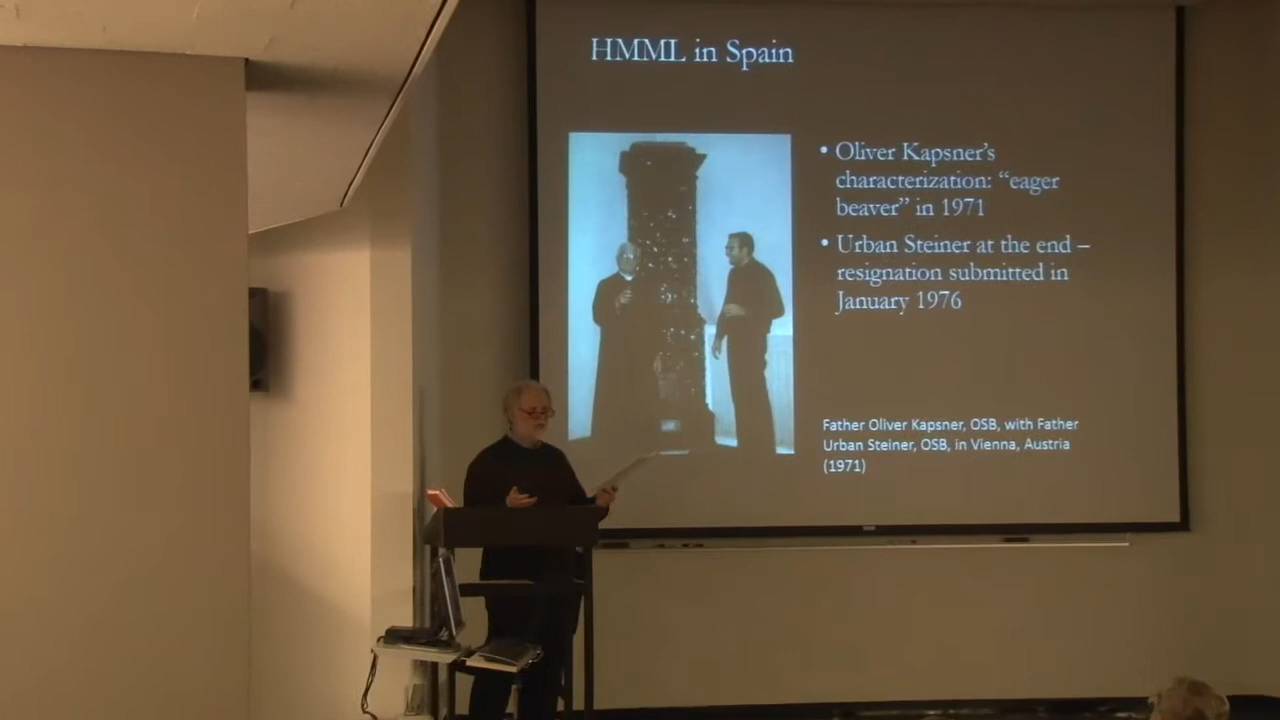 HMML in Spain
• Oliver Kapsner’s
characterization: “eager
beaver” in 1971
• Urban Steiner at the end –
resignation submitted in
January 1976
Father Oliver Kapsner, OSB, with Father
Urban Steiner, OSB, in Vienna, Austria
(1971)